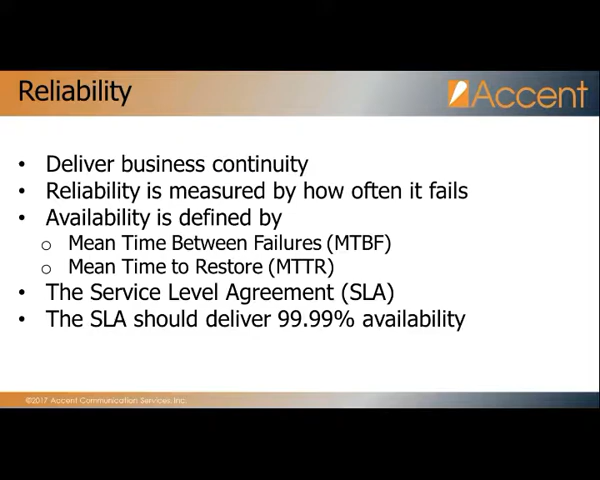 Reliability
Accent
• Deliver business continuity
• Reliability is measured by how often it fails
• Availability is defined by
o Mean Time Between Failures (MTBF)
o Mean Time to Restore (MTTR)
• The Service Level Agreement (SLA)
• The SLA should deliver 99.99% availability
©2017 Accent Communication Services, Inc.